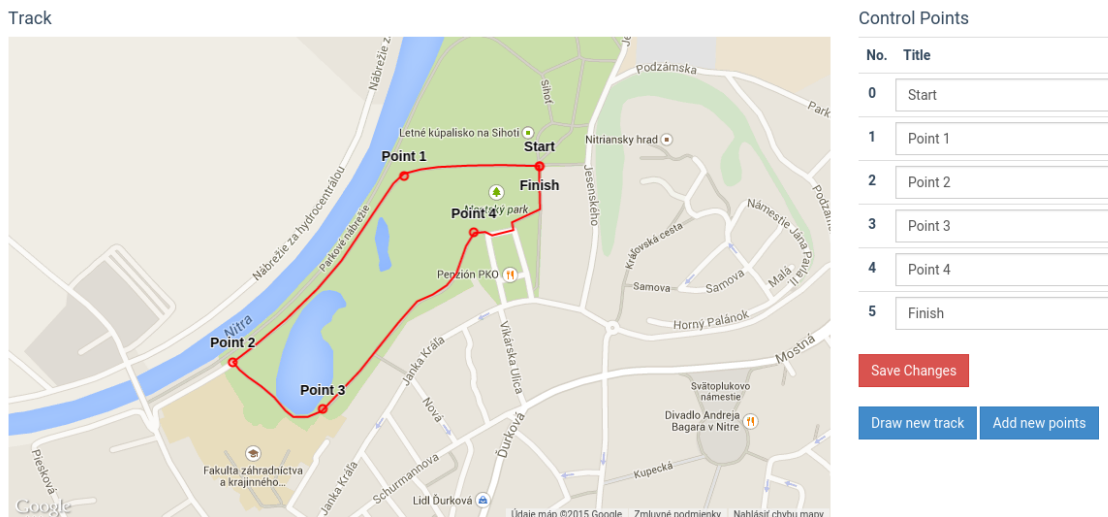 Track
Control Points
No. Title
0 Start
1 Point 1
2 Point 2
3 Point 3
4 Point 4
5 Finish
Save Changes
Draw new track
Add new points
Nábrežie za
Podzámska
Sihoť
Park
Letné kúpalisko na Sihoti
Nitriansky hrad
Start
Point 1
Finish
Mestský park
Point 4
Jesenského
Nábrežie za hydrocentrálou
Parkové nábrežie
Kráľovská cesta
Námestie Jána Pavla II
Samova
Samova
Malá
Penzión PKO
Horný Palánok
Nitra
Point 2
Janka Kráľa
Vikárska Ulica
Mostná
Point 3
Svätoplukovo
námestie
Nová
Ďurková
Divadlo Andreja
Bagara v Nitre
Fakulta záhradníctva
a krajinného...
Piesková
Janka Kráľa
Schurmannova
Kupecká
Lidl Ďurková
Google
Údaje máp ©2015 Google
Zmluvné podmienky
Nahlásiť chybu mapy